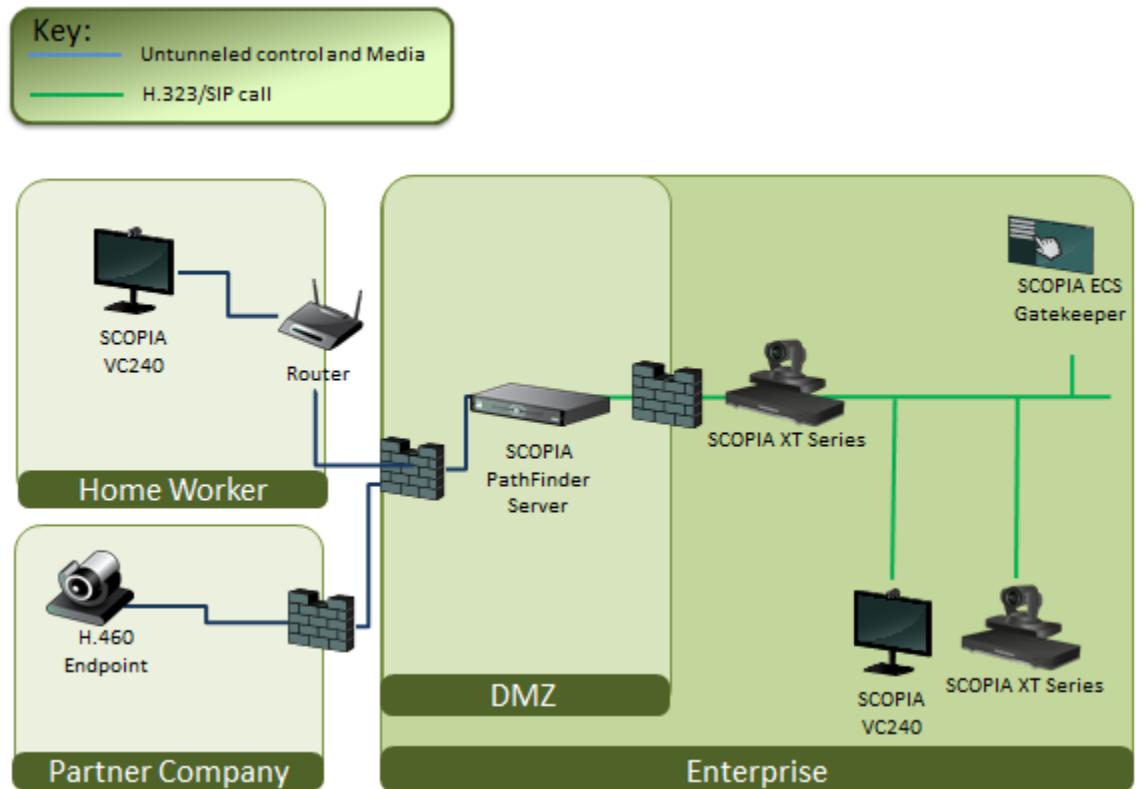 Key:
Untunneled control and Media
H.323/SIP call
SCOPIA
VC240
Router
Home Worker
H.460
Endpoint
Partner Company
SCOPIA
PathFinder
Server
DMZ
SCOPIA XT Series
SCOPIA ECS
Gatekeeper
SCOPIA
VC240
SCOPIA XT Series
Enterprise